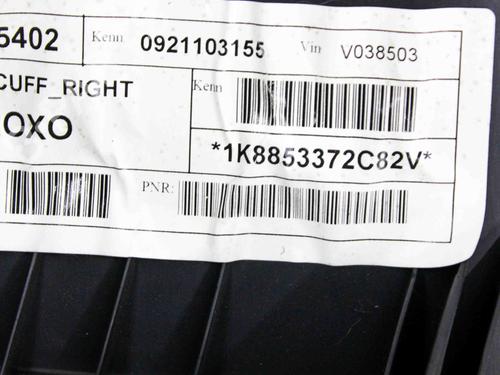 5402 Kenn 0921103155 Vin V038503
CUFF_RIGHT Kenn
OXO
*1K8853372C82V*
PNR: